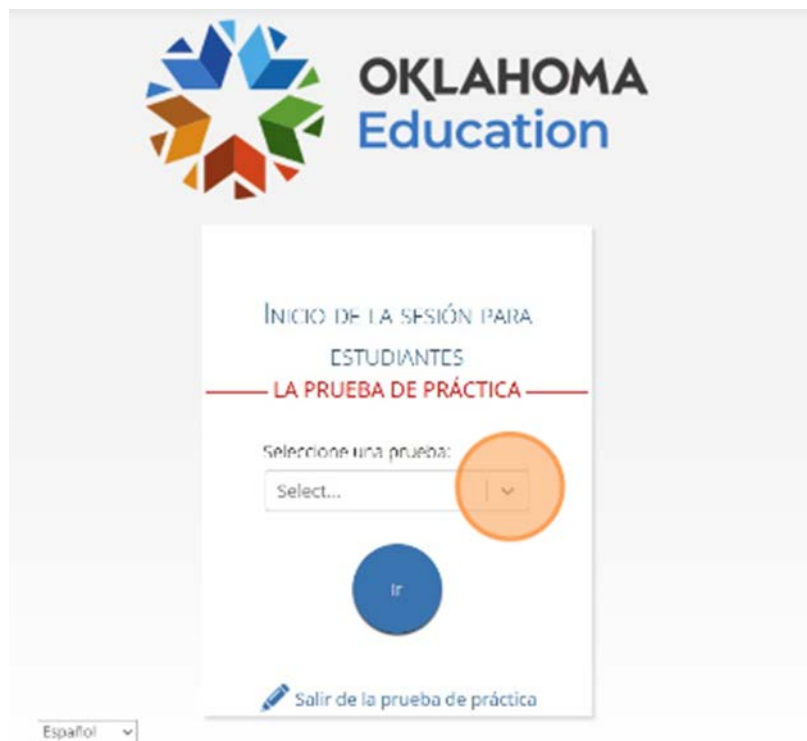 OKLAHOMA
Education
INICIO DE LA SESIÓN PARA
ESTUDIANTES
LA PRUEBA DE PRÁCTICA
Seleccione una prueba:
Select...
Ir
Salir de la prueba de práctica
Español